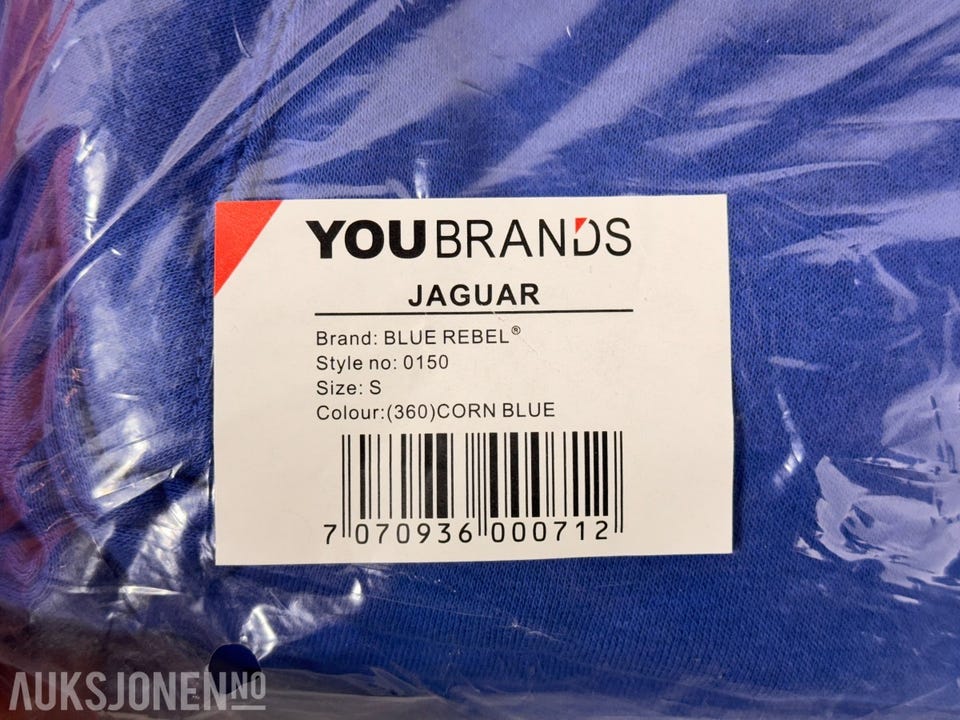 YOUBRANDS
JAGUAR
Brand: BLUE REBEL®
Style no: 0150
Size: S
Colour:(360)CORN BLUE
7 070936 000712
AUKSJONEN.NO